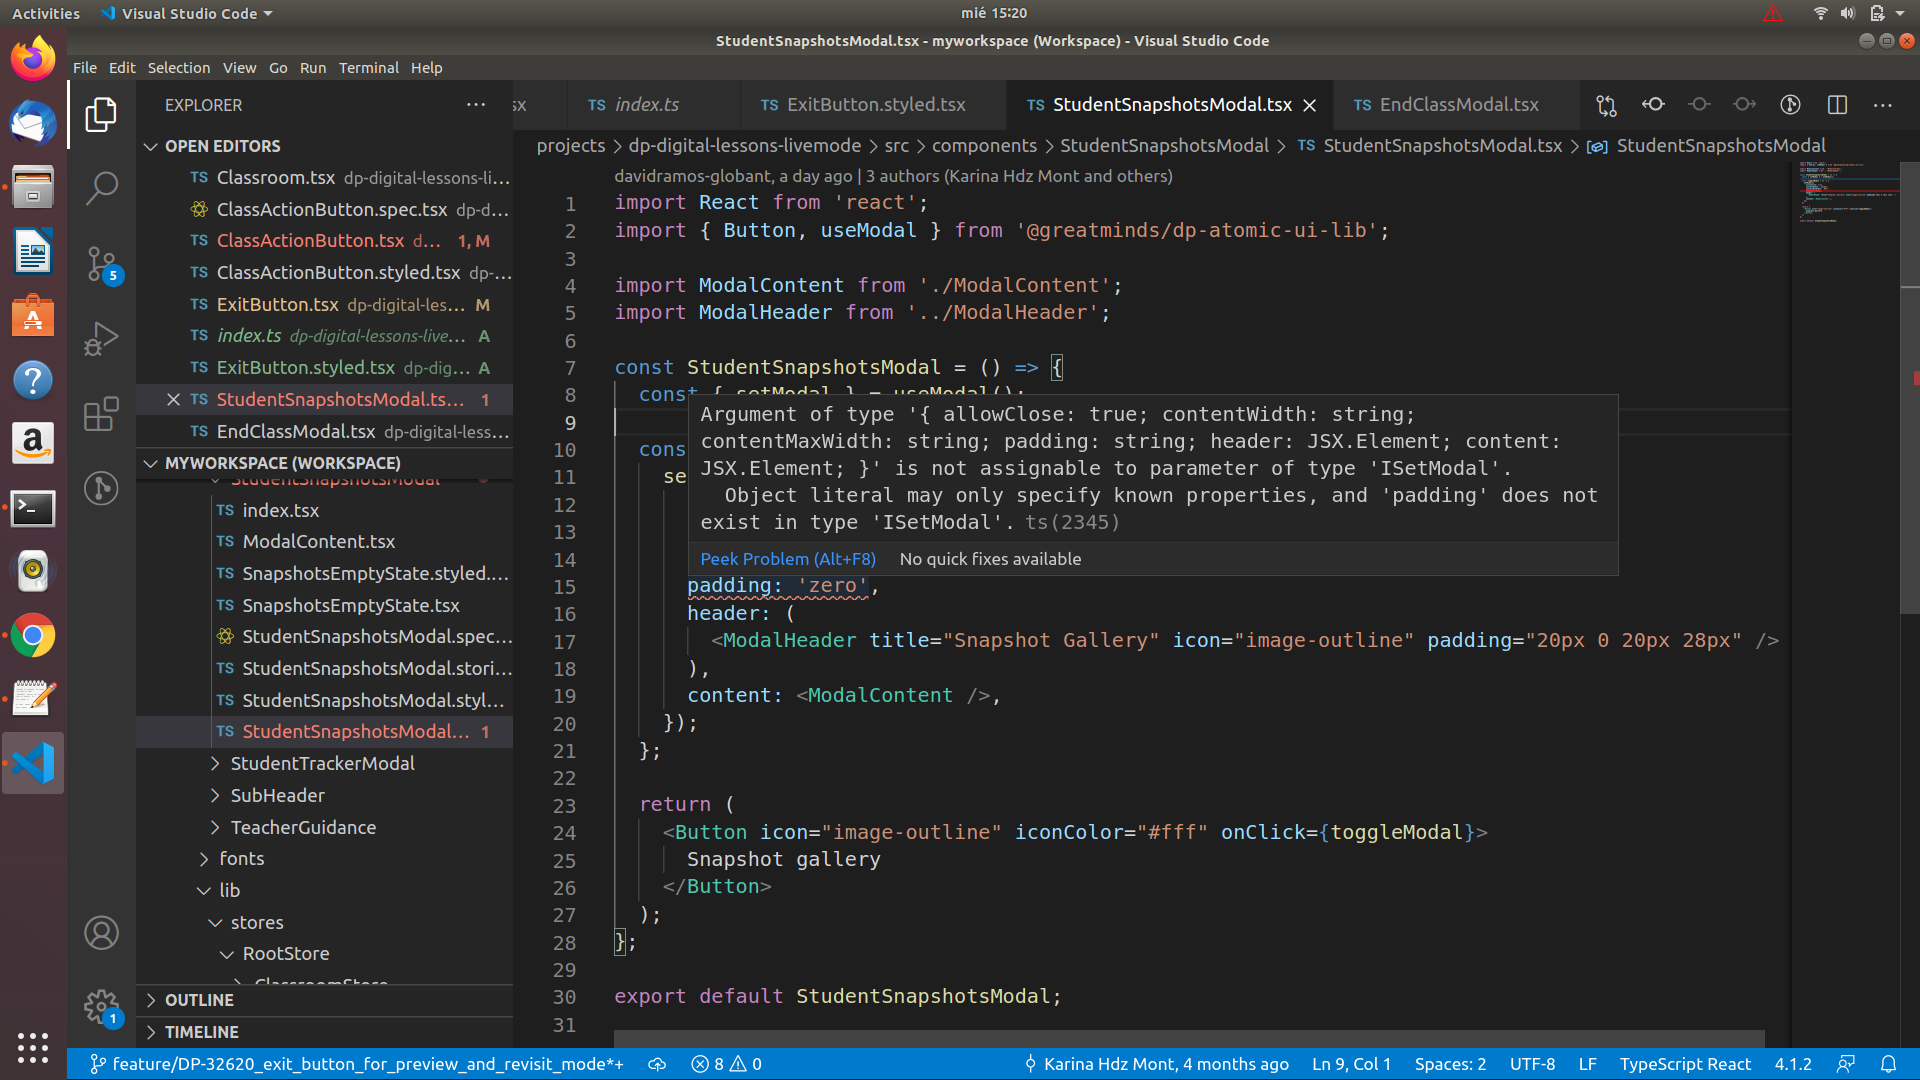 Activities Visual Studio Code mié 15:20
StudentSnapshotsModal.tsx - myworkspace (Workspace) - Visual Studio Code
File Edit Selection View Go Run Terminal Help
EXPLORER
OPEN EDITORS
TS Classroom.tsx dp-digital-lessons-li...
ClassActionButton.spec.tsx dp-d...
TS ClassActionButton.tsx d... 1, M
TS ClassActionButton.styled.tsx dp-...
TS ExitButton.tsx dp-digital-les... M
TS index.ts dp-digital-lessons-live... A
TS ExitButton.styled.tsx dp-dig... A
TS StudentSnapshotsModal.ts... 1
TS EndClassModal.tsx dp-digital-less...
MYWORKSPACE (WORKSPACE)
StudentSnapshotsModal
TS index.tsx
TS ModalContent.tsx
TS SnapshotsEmptyState.styled....
TS SnapshotsEmptyState.tsx
StudentSnapshotsModal.spec...
TS StudentSnapshotsModal.stori...
TS StudentSnapshotsModal.styl...
TS StudentSnapshotsModal... 1
StudentTrackerModal
SubHeader
TeacherGuidance
fonts
lib
stores
RootStore
ClassroomStore
OUTLINE
TIMELINE
5
1
sx TS index.ts TS ExitButton.styled.tsx TS StudentSnapshotsModal.tsx TS EndClassModal.tsx
projects > dp-digital-lessons-livemode > src > components > StudentSnapshotsModal > TS StudentSnapshotsModal.tsx > StudentSnapshotsModal
davidramos-globant, a day ago | 3 authors (Karina Hdz Mont and others)
1 import React from 'react';
2 import { Button, useModal } from '@greatminds/dp-atomic-ui-lib';
3
4 import ModalContent from './ModalContent';
5 import ModalHeader from '../ModalHeader';
6
7 const StudentSnapshotsModal = () => {
8 const { setModal } = useModal();
9
10 cons
11 se
12
13
14
Argument of type '{ allowClose: true; contentWidth: string;
contentMaxWidth: string; padding: string; header: JSX.Element; content:
JSX.Element; }' is not assignable to parameter of type 'ISetModal'.
Object literal may only specify known properties, and 'padding' does not
exist in type 'ISetModal'. ts(2345)
Peek Problem (Alt+F8) No quick fixes available
15 padding: 'zero',
16 header: (
17 <ModalHeader title="Snapshot Gallery" icon="image-outline" padding="20px 0 20px 28px" />
18 ),
19 content: <ModalContent />,
20 });
21 };
22
23 return (
24 <Button icon="image-outline" iconColor="#fff" onClick={toggleModal}>
25 Snapshot gallery
26 </Button>
27 );
28 };
29
30 export default StudentSnapshotsModal;
31
feature/DP-32620_exit_button_for_preview_and_revisit_mode*+ 8 0 Karina Hdz Mont, 4 months ago Ln 9, Col 1 Spaces: 2 UTF-8 LF TypeScript React 4.1.2